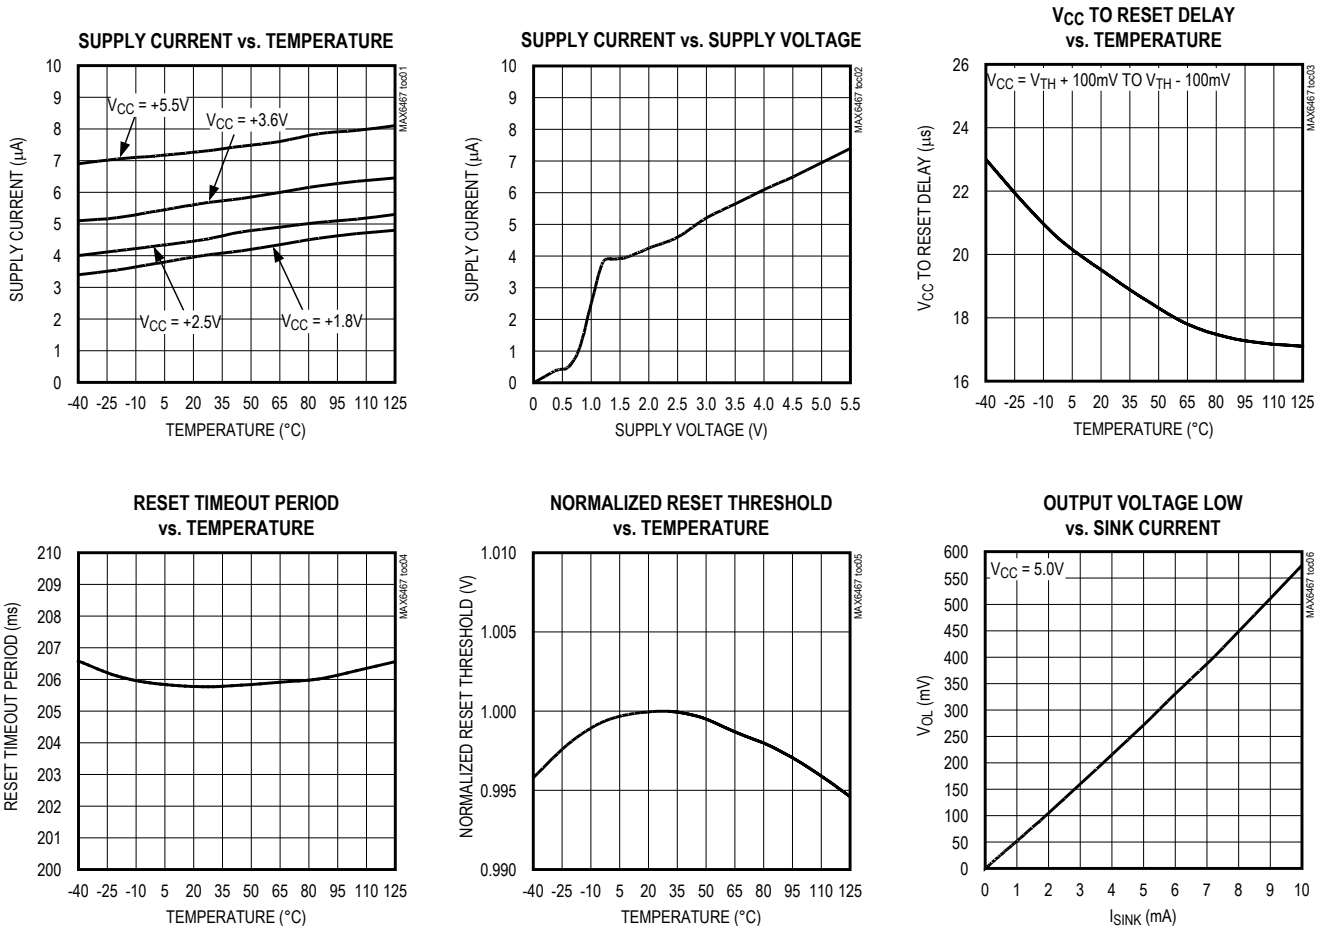 SUPPLY CURRENT vs. TEMPERATURE
MAX6467 toc01
SUPPLY CURRENT (μA)
10
9
8
7
6
5
4
3
2
1
0
VCC = +5.5V
VCC = +3.6V
VCC = +2.5V
VCC = +1.8V
-40 -25 -10 5 20 35 50 65 80 95 110 125
TEMPERATURE (°C)
SUPPLY CURRENT vs. SUPPLY VOLTAGE
MAX6467 toc02
SUPPLY CURRENT (μA)
10
9
8
7
6
5
4
3
2
1
0
0 0.5 1.0 1.5 2.0 2.5 3.0 3.5 4.0 4.5 5.0 5.5
SUPPLY VOLTAGE (V)
VCC TO RESET DELAY
vs. TEMPERATURE
MAX6467 toc03
VCC TO RESET DELAY (μs)
26
24
22
20
18
16
VCC = VTH + 100mV TO VTH - 100mV
-40 -25 -10 5 20 35 50 65 80 95 110 125
TEMPERATURE (°C)
RESET TIMEOUT PERIOD
vs. TEMPERATURE
MAX6467 toc04
RESET TIMEOUT PERIOD (ms)
210
209
208
207
206
205
204
203
202
201
200
-40 -25 -10 5 20 35 50 65 80 95 110 125
TEMPERATURE (°C)
NORMALIZED RESET THRESHOLD
vs. TEMPERATURE
MAX6467 toc05
NORMALIZED RESET THRESHOLD (V)
1.010
1.005
1.000
0.995
0.990
-40 -25 -10 5 20 35 50 65 80 95 110 125
TEMPERATURE (°C)
OUTPUT VOLTAGE LOW
vs. SINK CURRENT
MAX6467 toc06
VOL (mV)
600
550
500
450
400
350
300
250
200
150
100
50
0
VCC = 5.0V
0 1 2 3 4 5 6 7 8 9 10
ISINK (mA)